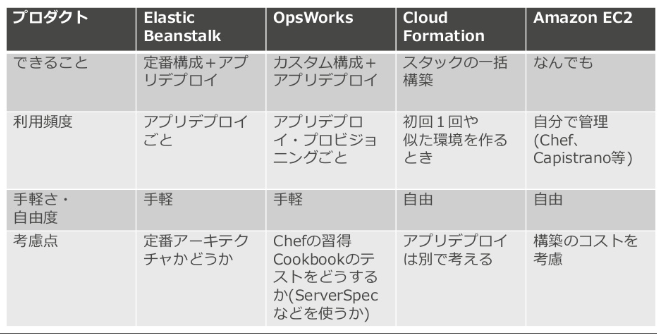 プロダクト
Elastic
Beanstalk
OpsWorks
Cloud
Formation
Amazon EC2
できること
定番構成＋アプ
リデプロイ
カスタム構成＋
アプリデプロイ
スタックの一括
構築
なんでも
利用頻度
アプリデプロイ
ごと
アプリデプロ
イ・プロビジョ
ニングごと
初回１回や
似た環境を作る
とき
自分で管理
(Chef、
Capistrano等)
手軽さ・
自由度
手軽
手軽
自由
自由
考慮点
定番アーキテク
チャかどうか
Chefの習得
Cookbookのテ
ストをどうする
か(ServerSpec
などを使うか)
アプリデプロイ
は別で考える
構築のコストを
考慮